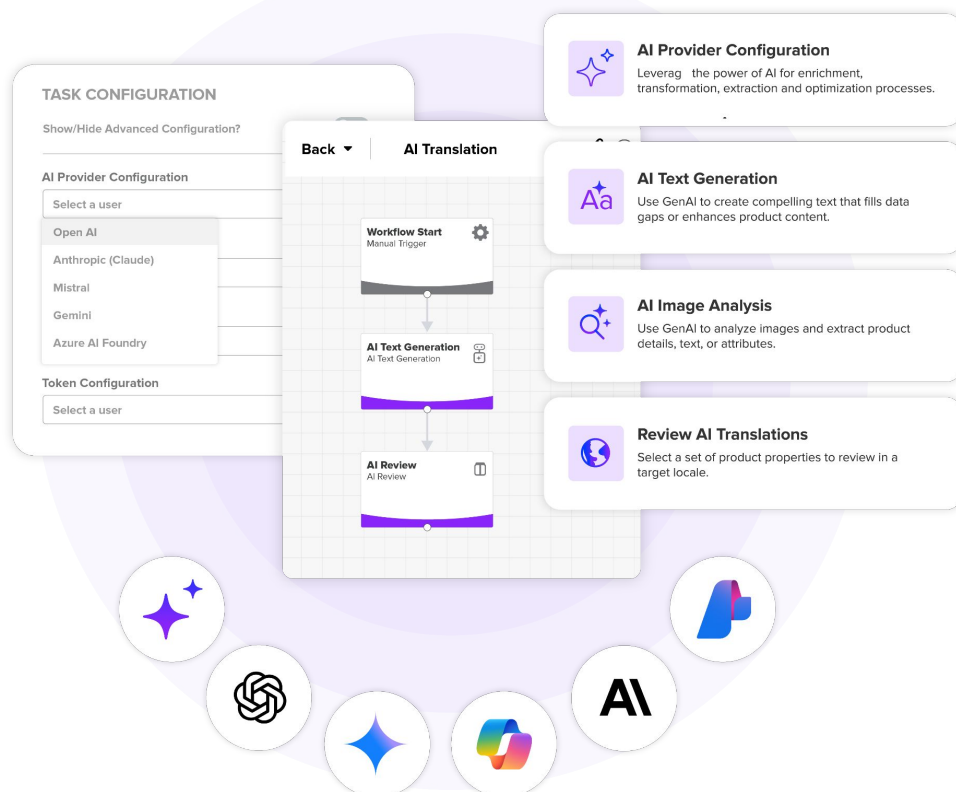 TASK CONFIGURATION
Show/Hide Advanced Configuration?
AI Provider Configuration
Select a user
Open AI
Anthropic (Claude)
Mistral
Gemini
Azure AI Foundry
Token Configuration
Select a user
Back
AI Translation
Workflow Start
Manual Trigger
AI Text Generation
AI Text Generation
AI Review
AI Review
AI Provider Configuration
Leverag the power of AI for enrichment,
transformation, extraction and optimization processes.
AI Text Generation
Use GenAI to create compelling text that fills data
gaps or enhances product content.
AI Image Analysis
Use GenAI to analyze images and extract product
details, text, or attributes.
Review AI Translations
Select a set of product properties to review in a
target locale.
Aa
AI